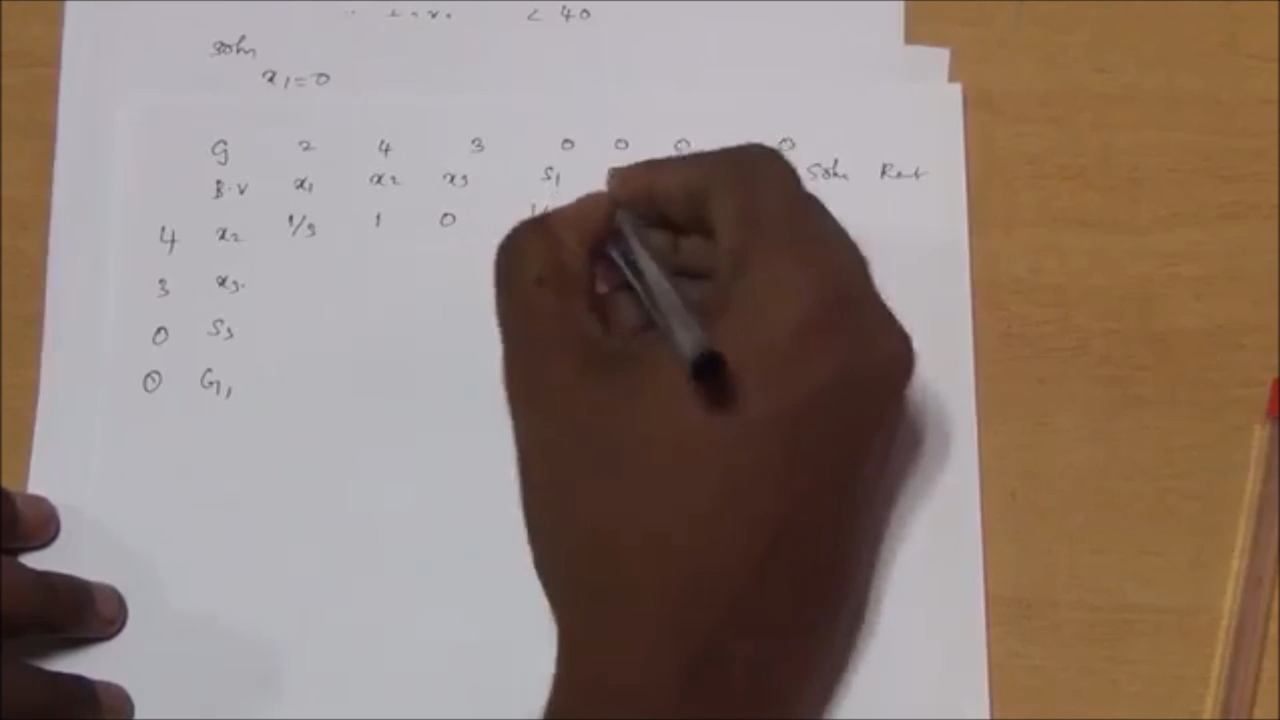 < 40
Soln
x1 = 0
Cj 2 4 3 0 0 0 0
B.V x1 x2 x3 S1 Soln Rat
4 x2 1/3 1 0
3 x3
0 S3
0 G1